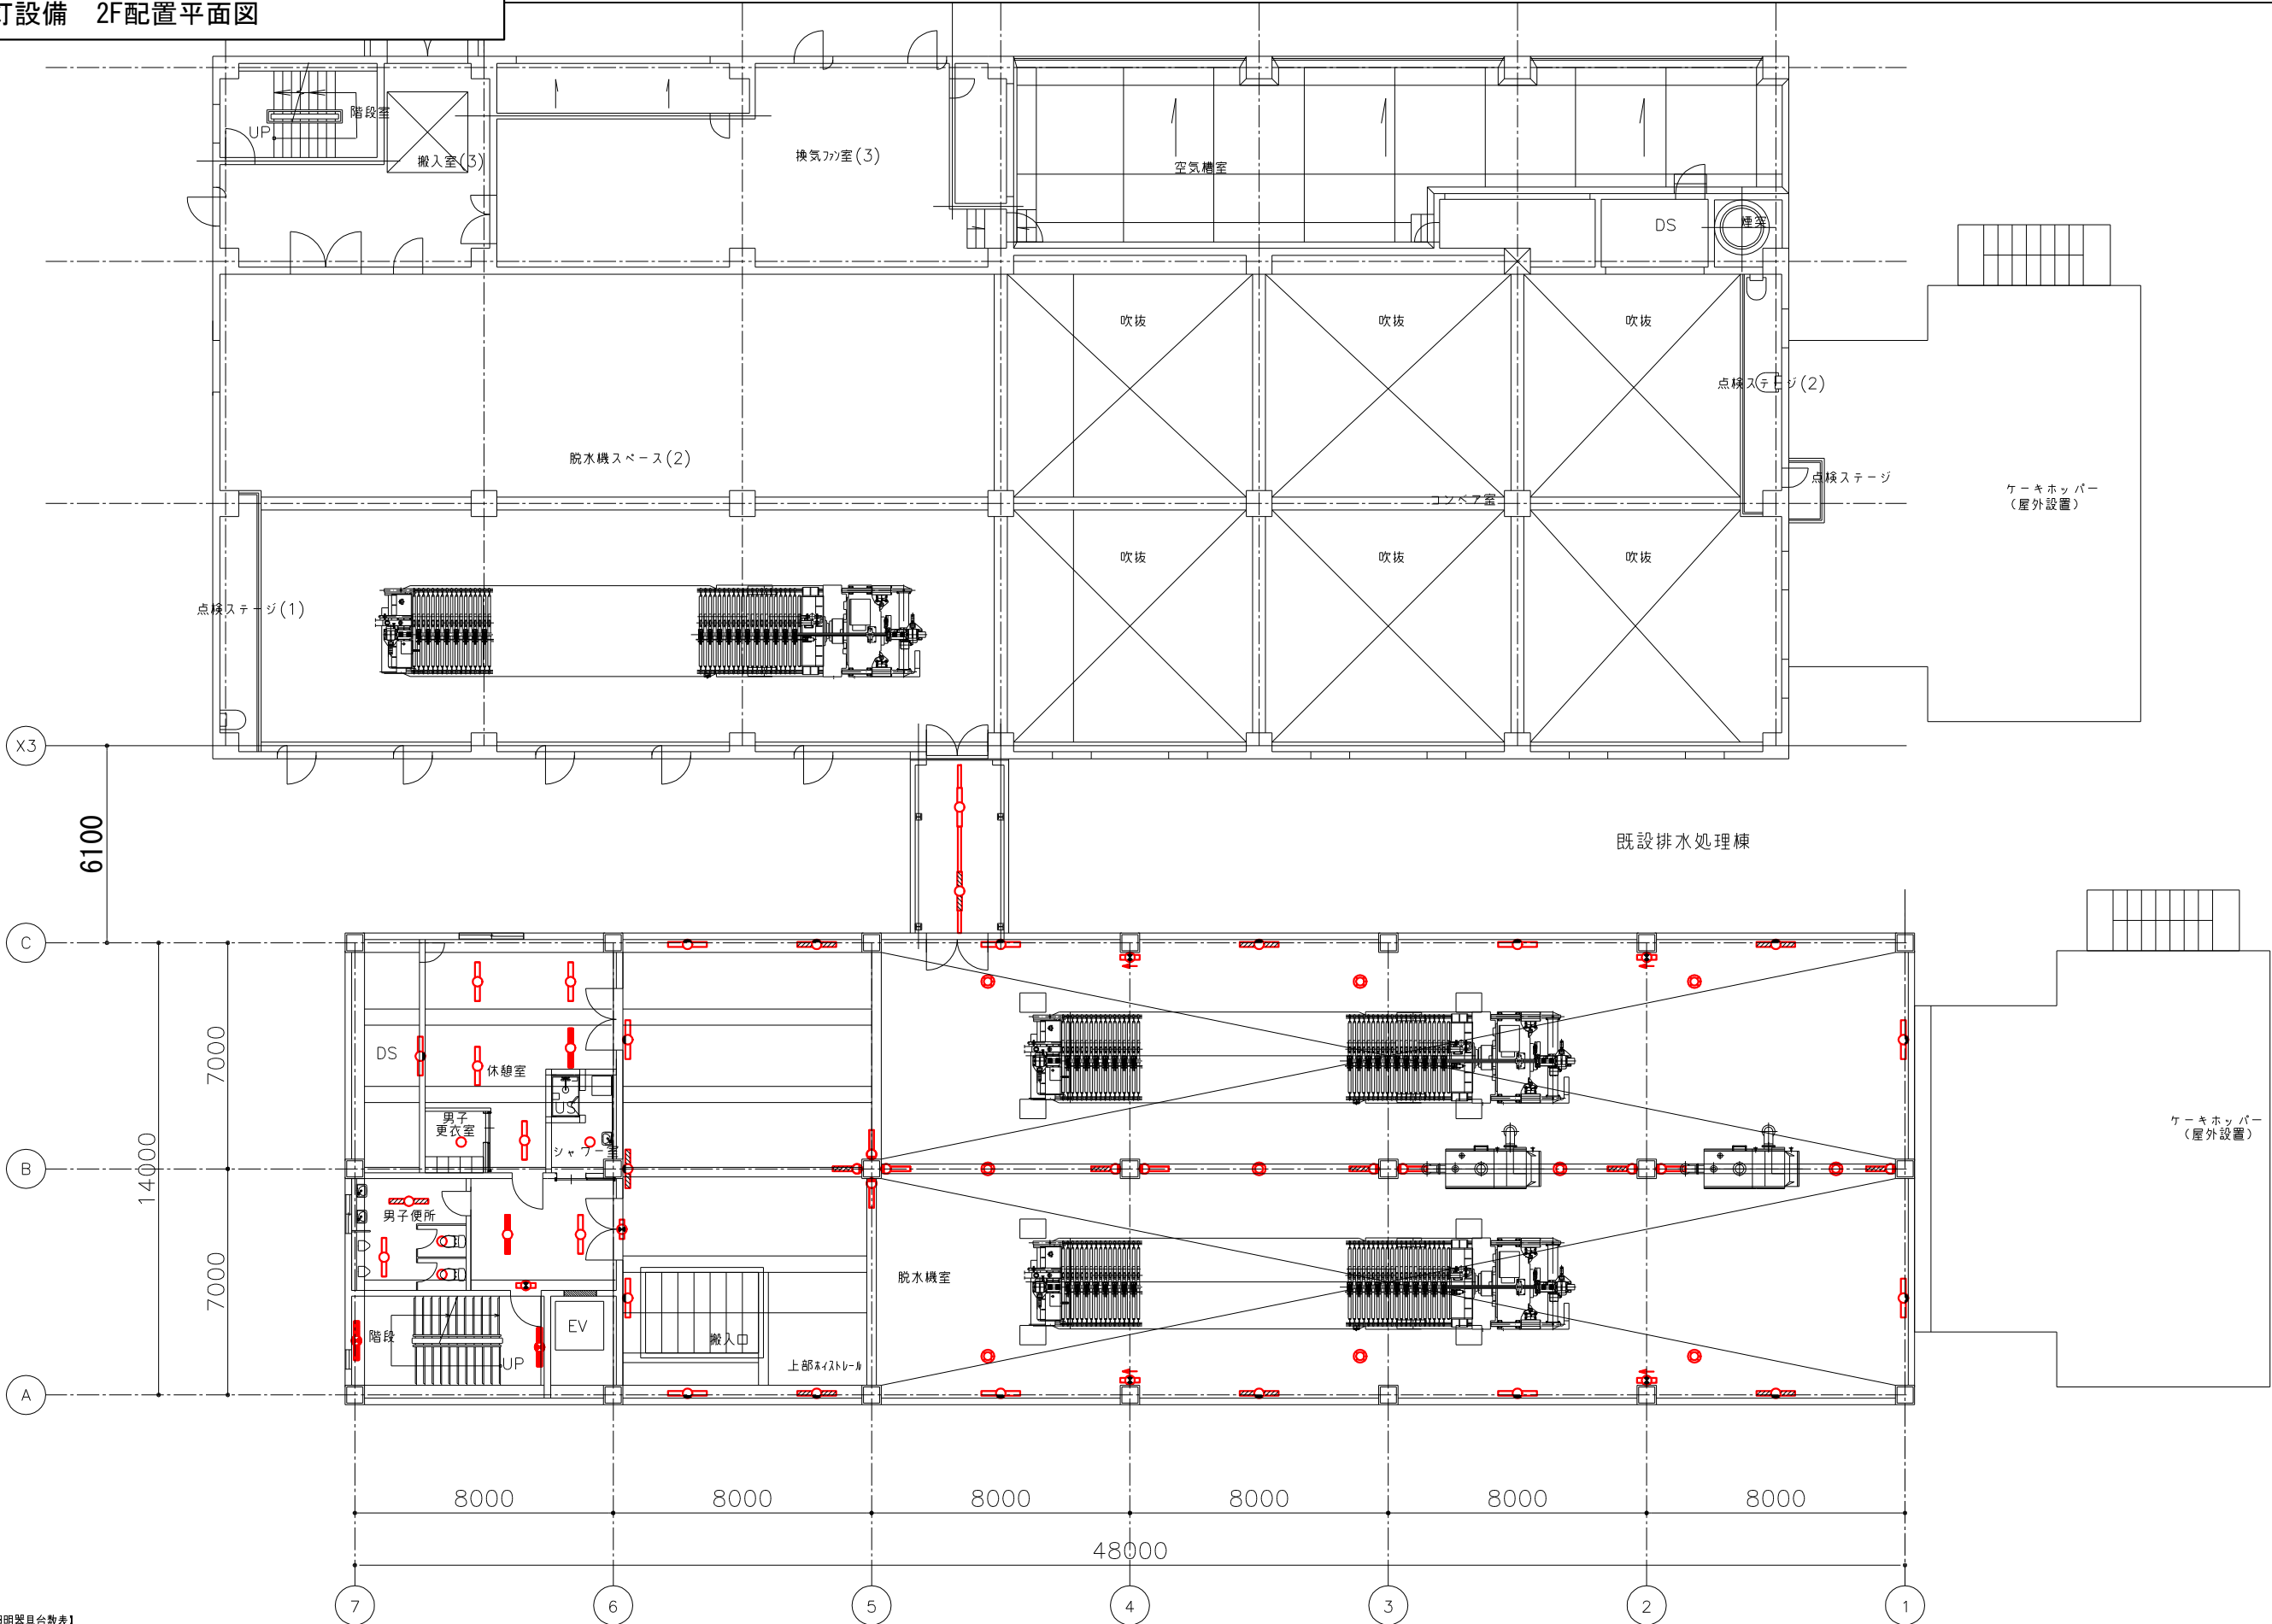 灯設備　2F配置平面図
階段室
UP
搬入室(3)
換気ファン室(3)
空気槽室
DS
煙突
吹抜
吹抜
吹抜
点検ステージ(2)
脱水機スペース(2)
コンベア室
点検ステージ
ケーキホッパー
(屋外設置)
吹抜
吹抜
吹抜
点検ステージ(1)
X3
6100
既設排水処理棟
C
7000
DS
休憩室
US
男子
更衣室
シャワー室
ケーキホッパー
(屋外設置)
14000
B
男子便所
7000
脱水機室
階段
UP
EV
搬入口
上部ホイストレール
A
8000
8000
8000
8000
8000
8000
48000
7
6
5
4
3
2
1
明器具台数表】